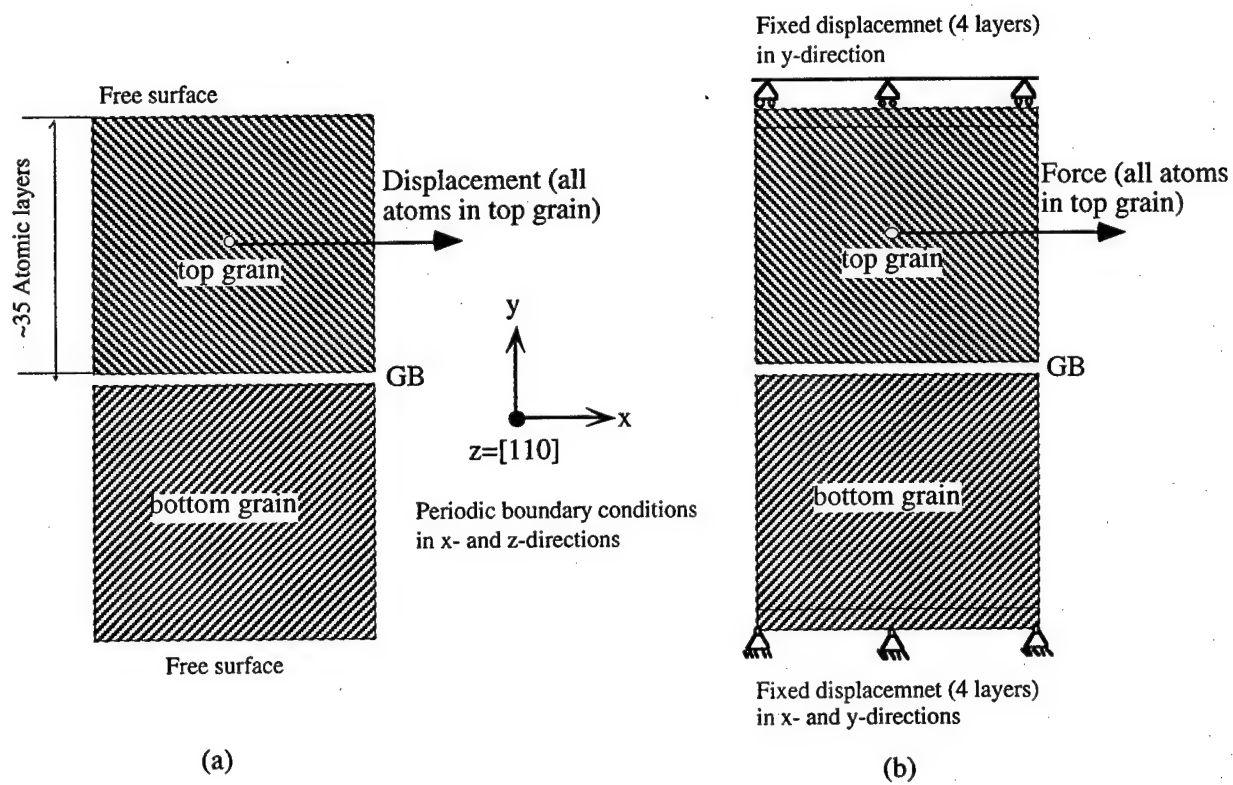 Free surface
~35 Atomic layers
Displacement (all
atoms in top grain)
top grain
GB
y
x
z=[110]
bottom grain
Periodic boundary conditions
in x- and z-directions
Free surface
(a)
Fixed displacemnet (4 layers)
in y-direction
Force (all atoms
in top grain)
top grain
GB
bottom grain
Fixed displacemnet (4 layers)
in x- and y-directions
(b)